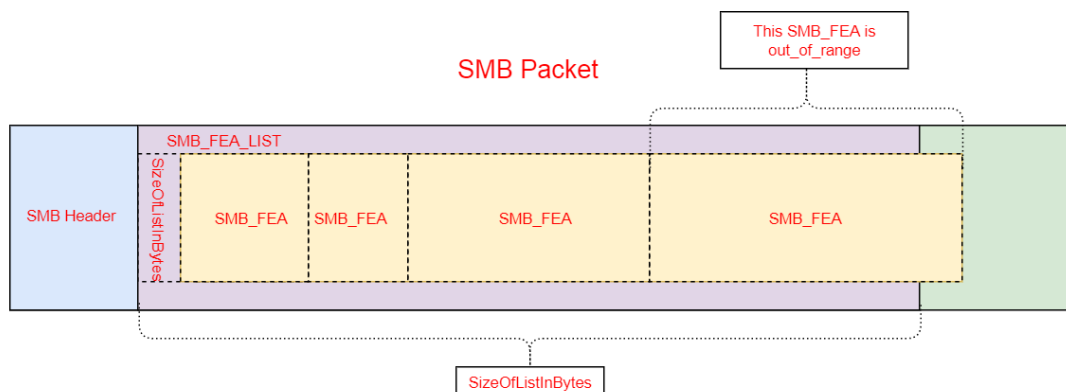 This SMB_FEA is
out_of_range
SMB Packet
SMB_FEA_LIST
SMB Header
SizeOfListInBytes
SMB_FEA
SMB_FEA
SMB_FEA
SMB_FEA
SizeOfListInBytes